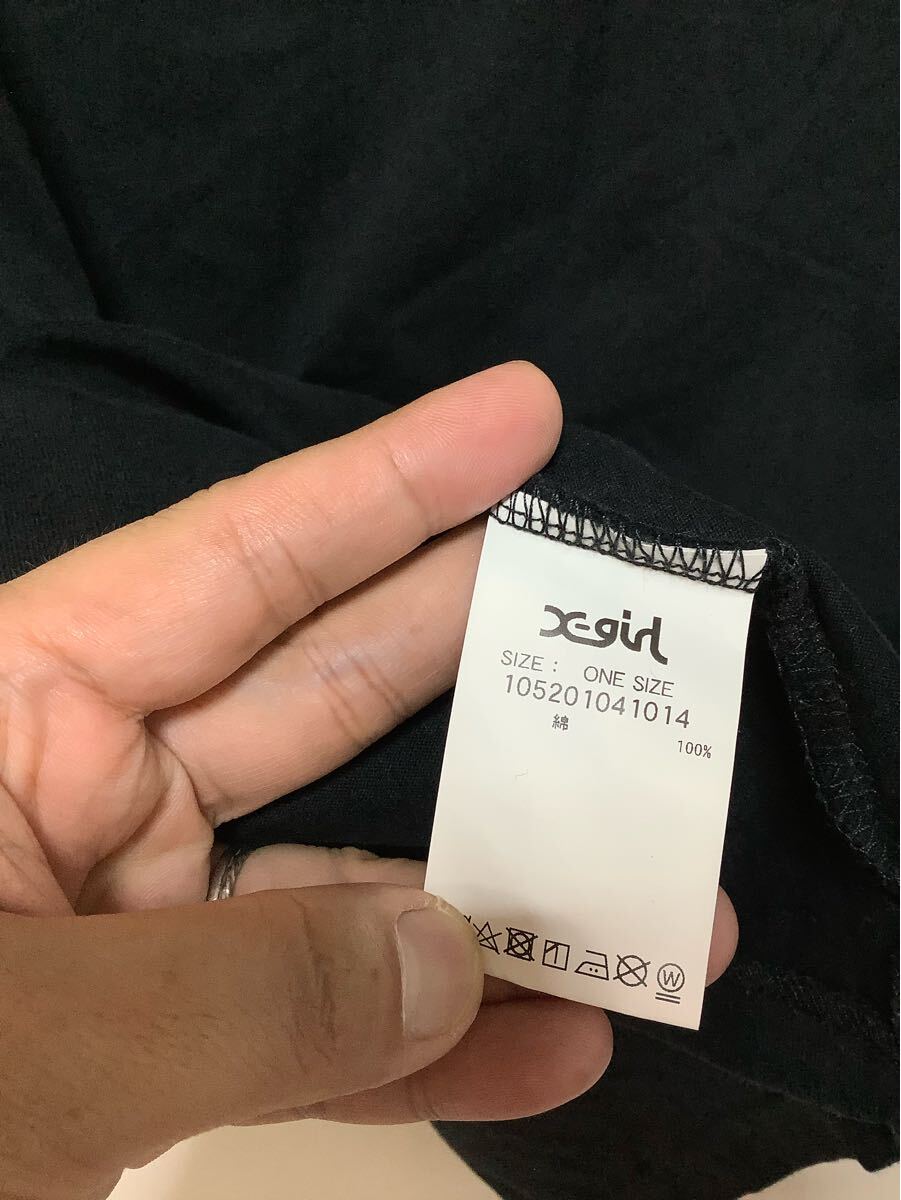 X-girl
SIZE : ONE SIZE
105201041014
綿
100%
W